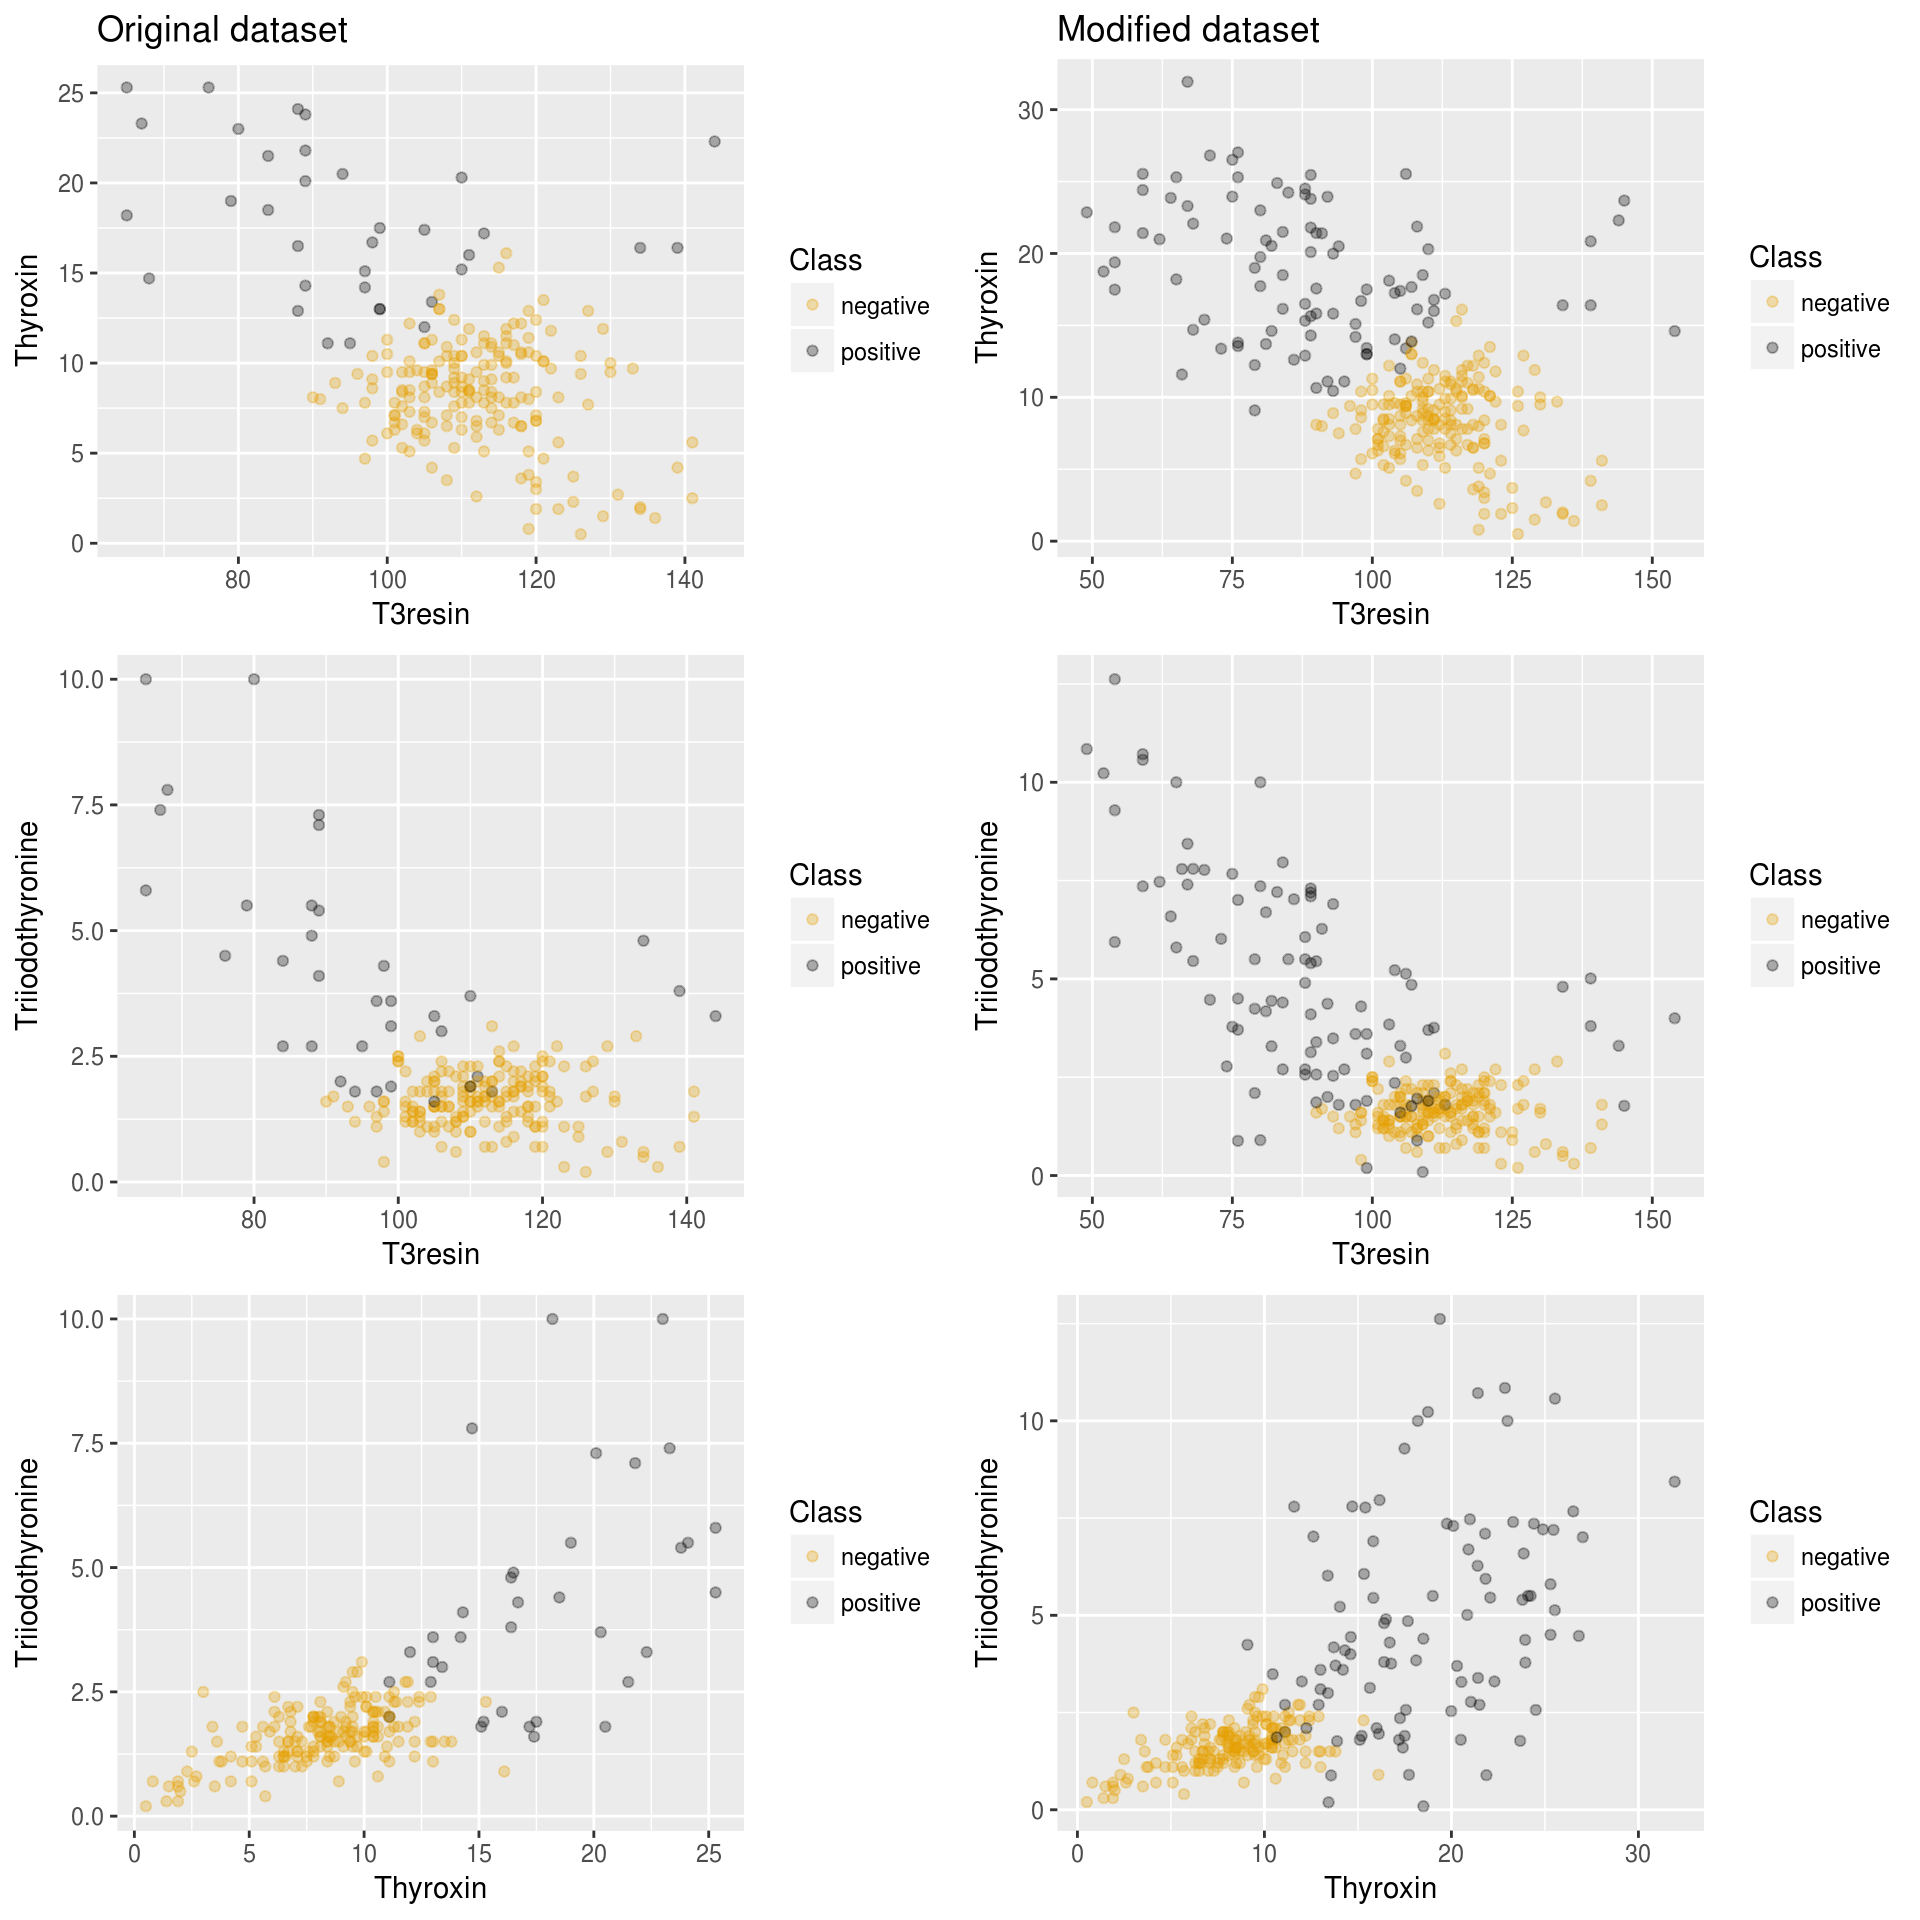 Original dataset
Modified dataset
Thyroxin
25
20
15
10
5
0
80
100
120
140
T3resin
Class
negative
positive
Thyroxin
30
20
10
0
50
75
100
125
150
T3resin
Class
negative
positive
Triiodothyronine
10.0
7.5
5.0
2.5
0.0
80
100
120
140
T3resin
Class
negative
positive
Triiodothyronine
10
5
0
50
75
100
125
150
T3resin
Class
negative
positive
Triiodothyronine
10.0
7.5
5.0
2.5
0.0
0
5
10
15
20
25
Thyroxin
Class
negative
positive
Triiodothyronine
10
5
0
0
10
20
30
Thyroxin
Class
negative
positive